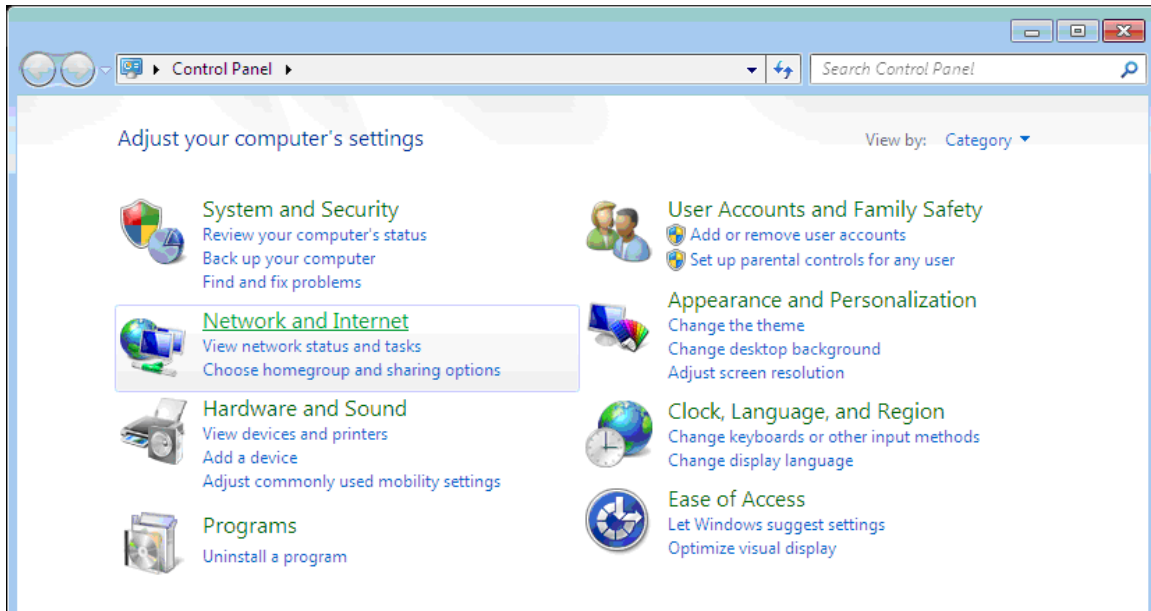 Control Panel
Search Control Panel
Adjust your computer's settings
View by: Category
System and Security
Review your computer's status
Back up your computer
Find and fix problems
Network and Internet
View network status and tasks
Choose homegroup and sharing options
Hardware and Sound
View devices and printers
Add a device
Adjust commonly used mobility settings
Programs
Uninstall a program
User Accounts and Family Safety
Add or remove user accounts
Set up parental controls for any user
Appearance and Personalization
Change the theme
Change desktop background
Adjust screen resolution
Clock, Language, and Region
Change keyboards or other input methods
Change display language
Ease of Access
Let Windows suggest settings
Optimize visual display